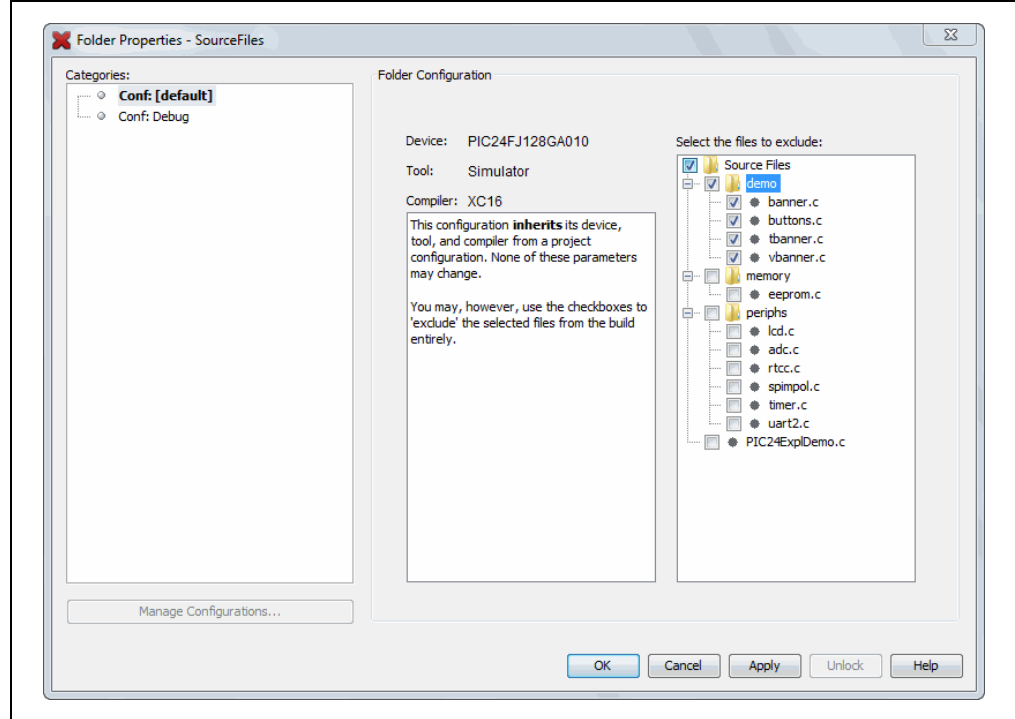 Folder Properties - SourceFiles
Categories:
Conf: [default]
Conf: Debug
Manage Configurations...
Folder Configuration
Device: PIC24FJ128GA010
Tool: Simulator
Compiler: XC16
This configuration inherits its device,
tool, and compiler from a project
configuration. None of these parameters
may change.
You may, however, use the checkboxes to
'exclude' the selected files from the build
entirely.
Select the files to exclude:
Source Files
demo
banner.c
buttons.c
tbanner.c
vbanner.c
memory
eeprom.c
periphs
lcd.c
adc.c
rtcc.c
spimpol.c
timer.c
uart2.c
PIC24ExplDemo.c
OK Cancel Apply Unlock Help